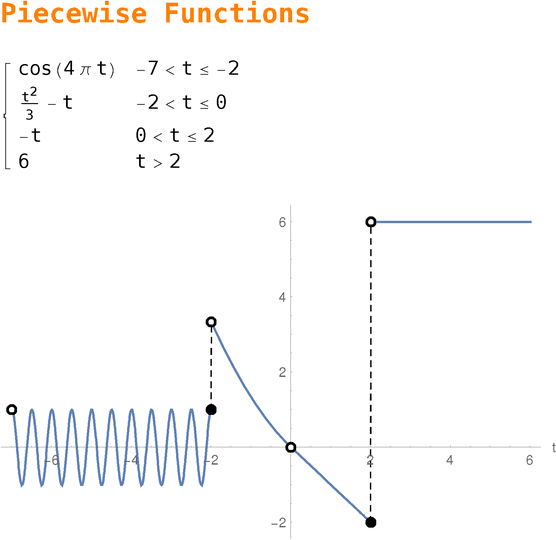 Piecewise Functions
cos(4 π t) -7 < t ≤ -2
t²/3 - t -2 < t ≤ 0
-t 0 < t ≤ 2
6 t > 2
6
4
2
-6 -4 -2 2 4 6 t
-2